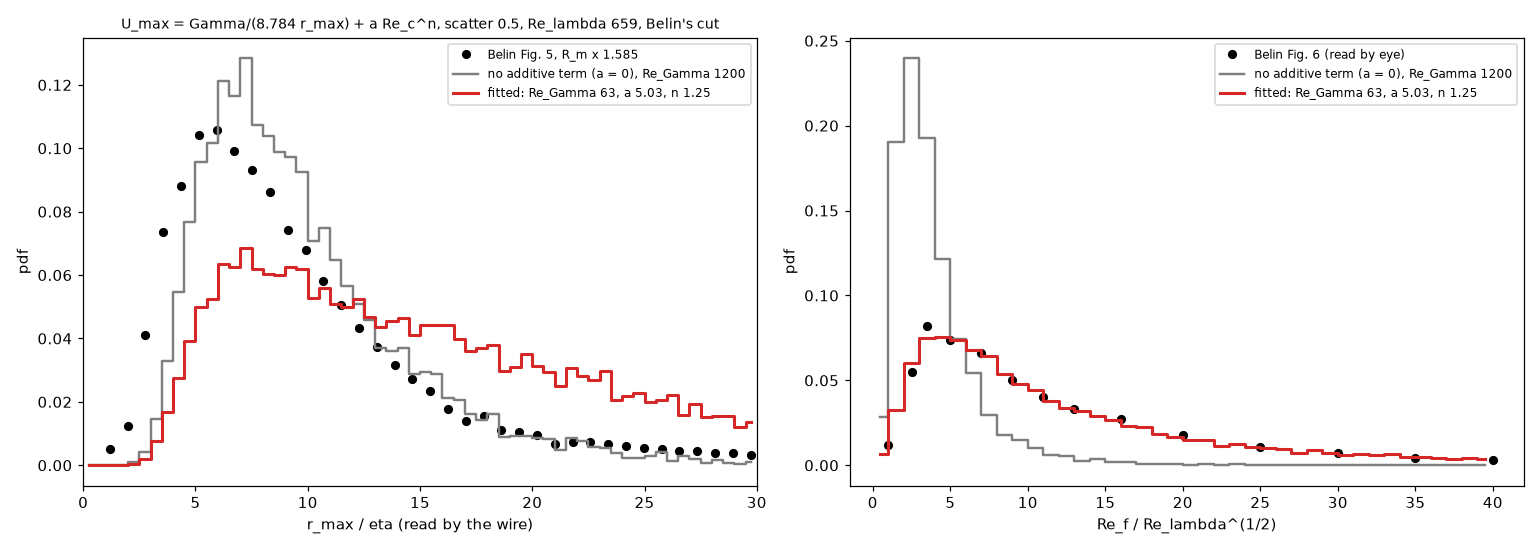 U_max = Gamma/(8.784 r_max) + a Re_c^n, scatter 0.5, Re_lambda 659, Belin's cut
Belin Fig. 5, R_m x 1.585
no additive term (a = 0), Re_Gamma 1200
fitted: Re_Gamma 63, a 5.03, n 1.25
pdf
0.12
0.10
0.08
0.06
0.04
0.02
0.00
0
5
10
15
20
25
30
r_max / eta (read by the wire)
Belin Fig. 6 (read by eye)
no additive term (a = 0), Re_Gamma 1200
fitted: Re_Gamma 63, a 5.03, n 1.25
pdf
0.25
0.20
0.15
0.10
0.05
0.00
0
5
10
15
20
25
30
35
40
Re_f / Re_lambda^(1/2)